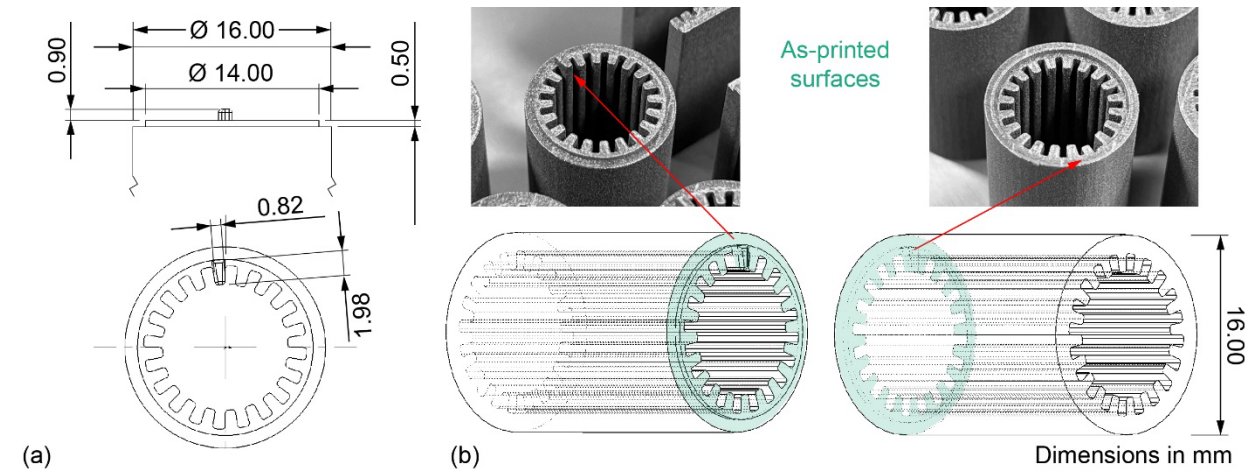 Ø 16.00
0.90
Ø 14.00
0.50
0.82
1.98
(a)
As-printed
surfaces
16.00
(b)
Dimensions in mm